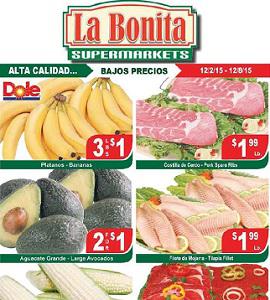 La Bonita
SUPERMARKETS
ALTA CALIDAD... BAJOS PRECIOS 12/2/15 - 12/8/15
Dole
3 LBS $1
Platanos - Bananas
$1 99 Lb.
Costilla de Cerdo - Pork Spare Ribs
2 FOR $1
Aguacate Grande - Large Avocados
$1 99 Lb.
Filete de Mojarra - Tilapia Fillet